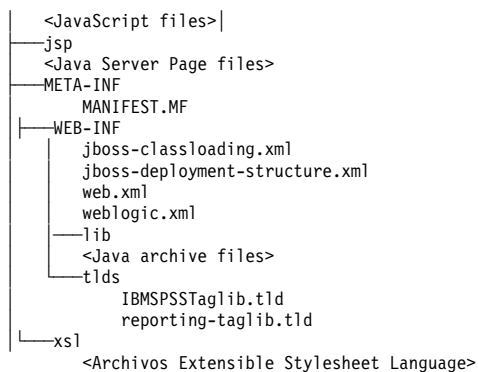 <JavaScript files>
jsp
<Java Server Page files>
META-INF
MANIFEST.MF
WEB-INF
jboss-classloading.xml
jboss-deployment-structure.xml
web.xml
weblogic.xml
lib
<Java archive files>
tlds
IBMSPSSTaglib.tld
reporting-taglib.tld
xsl
<Archivos Extensible Stylesheet Language>